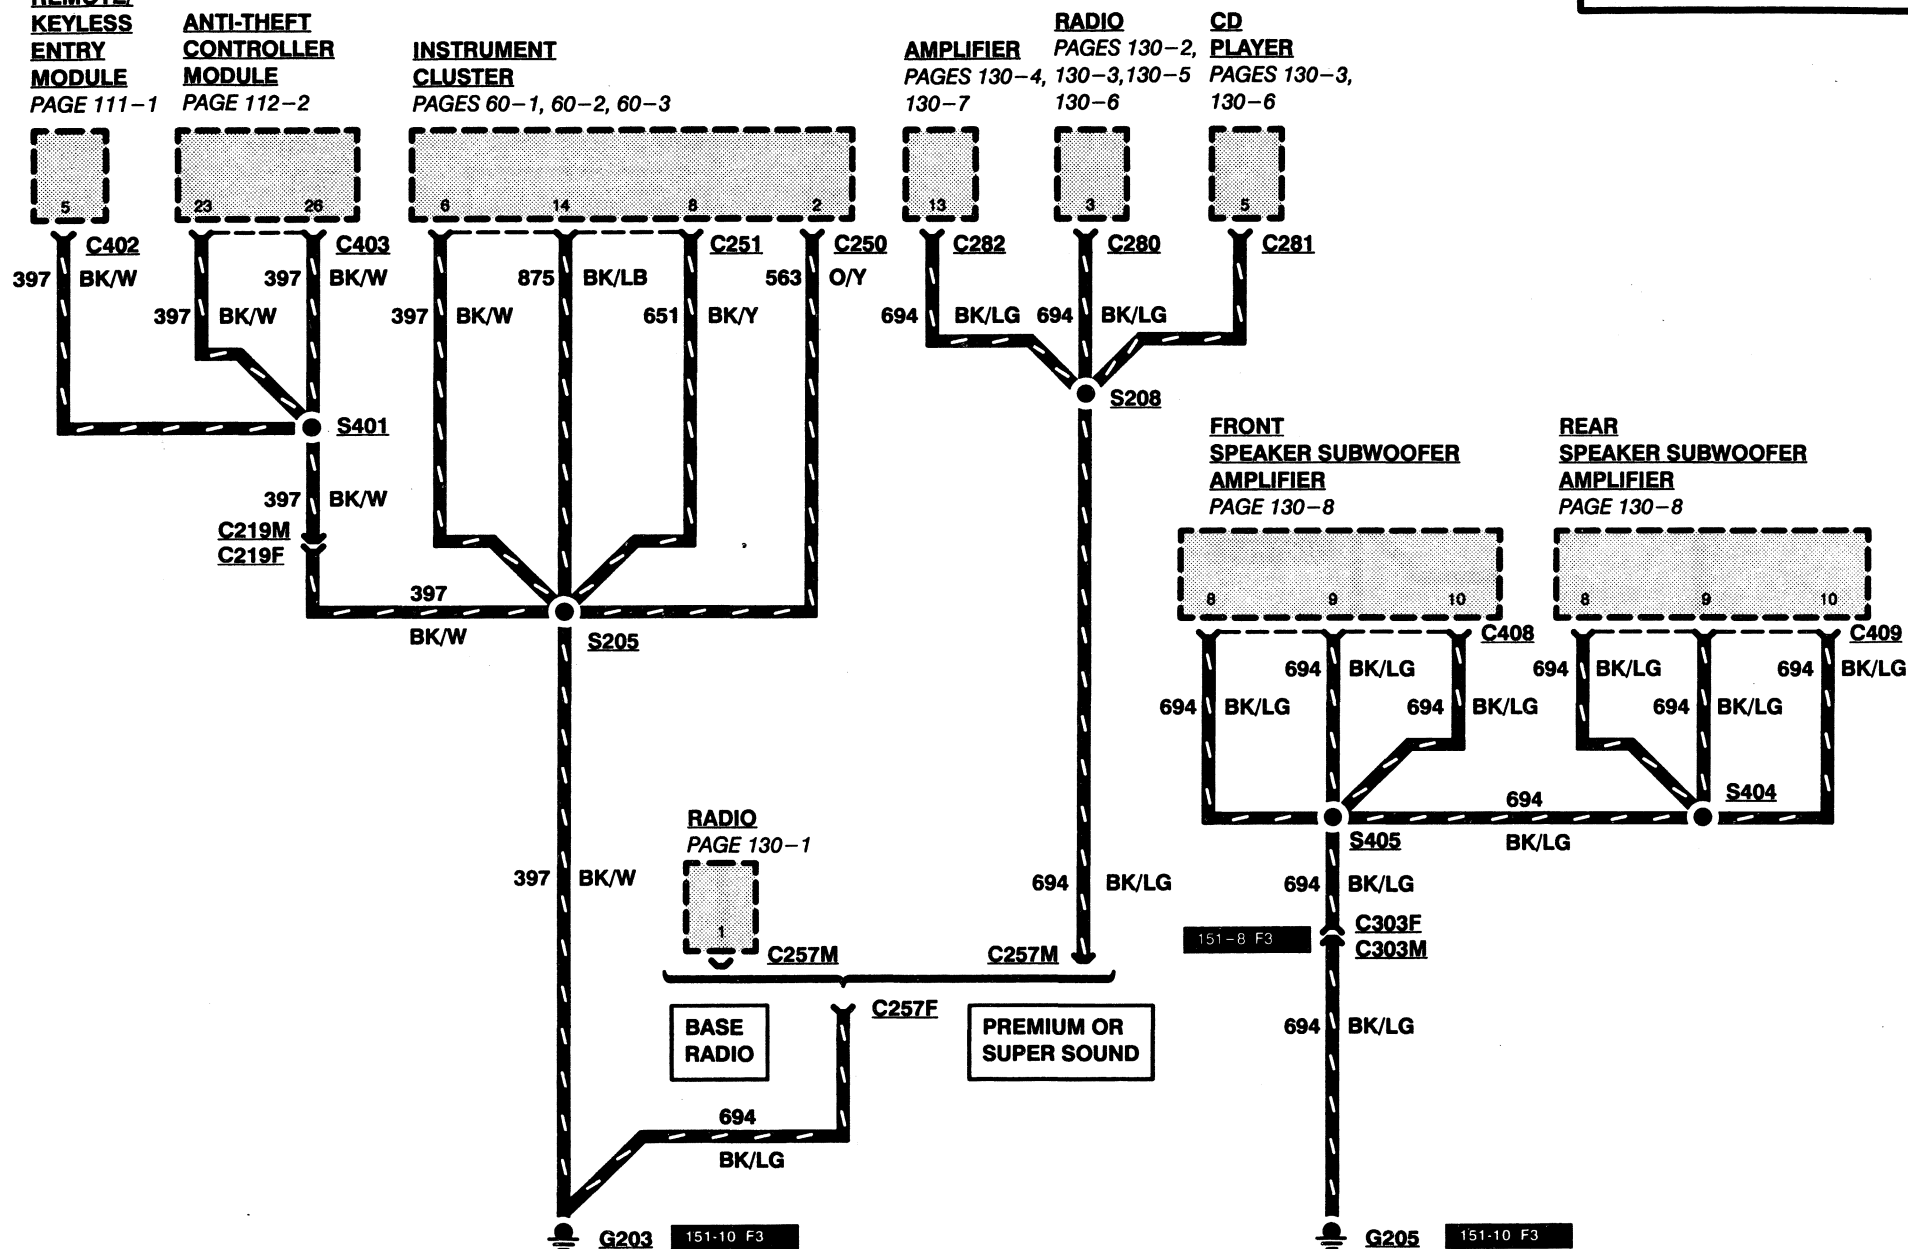 REMOTE/
KEYLESS
ENTRY
MODULE
PAGE 111-1
ANTI-THEFT
CONTROLLER
MODULE
PAGE 112-2
INSTRUMENT
CLUSTER
PAGES 60-1, 60-2, 60-3
AMPLIFIER
PAGES 130-4,
130-7
RADIO
PAGES 130-2,
130-3,130-5
130-6
CD
PLAYER
PAGES 130-3,
130-6
5
23
26
6
14
8
2
13
3
5
C402
C403
C251
C250
C282
C280
C281
397 BK/W
397 BK/W
875 BK/LB
563 O/Y
397 BK/W
397 BK/W
651 BK/Y
694 BK/LG
694 BK/LG
S208
S401
397 BK/W
C219M
C219F
397
BK/W
S205
FRONT
SPEAKER SUBWOOFER
AMPLIFIER
PAGE 130-8
REAR
SPEAKER SUBWOOFER
AMPLIFIER
PAGE 130-8
8
9
10
8
9
10
C408
C409
694 BK/LG
694 BK/LG
694 BK/LG
694 BK/LG
694 BK/LG
694 BK/LG
694
BK/LG
S404
S405
RADIO
PAGE 130-1
1
397 BK/W
694 BK/LG
694 BK/LG
C257M
C257M
C303F
C303M
151-8 F3
C257F
BASE
RADIO
PREMIUM OR
SUPER SOUND
694 BK/LG
694
BK/LG
G203
151-10 F3
G205
151-10 F3